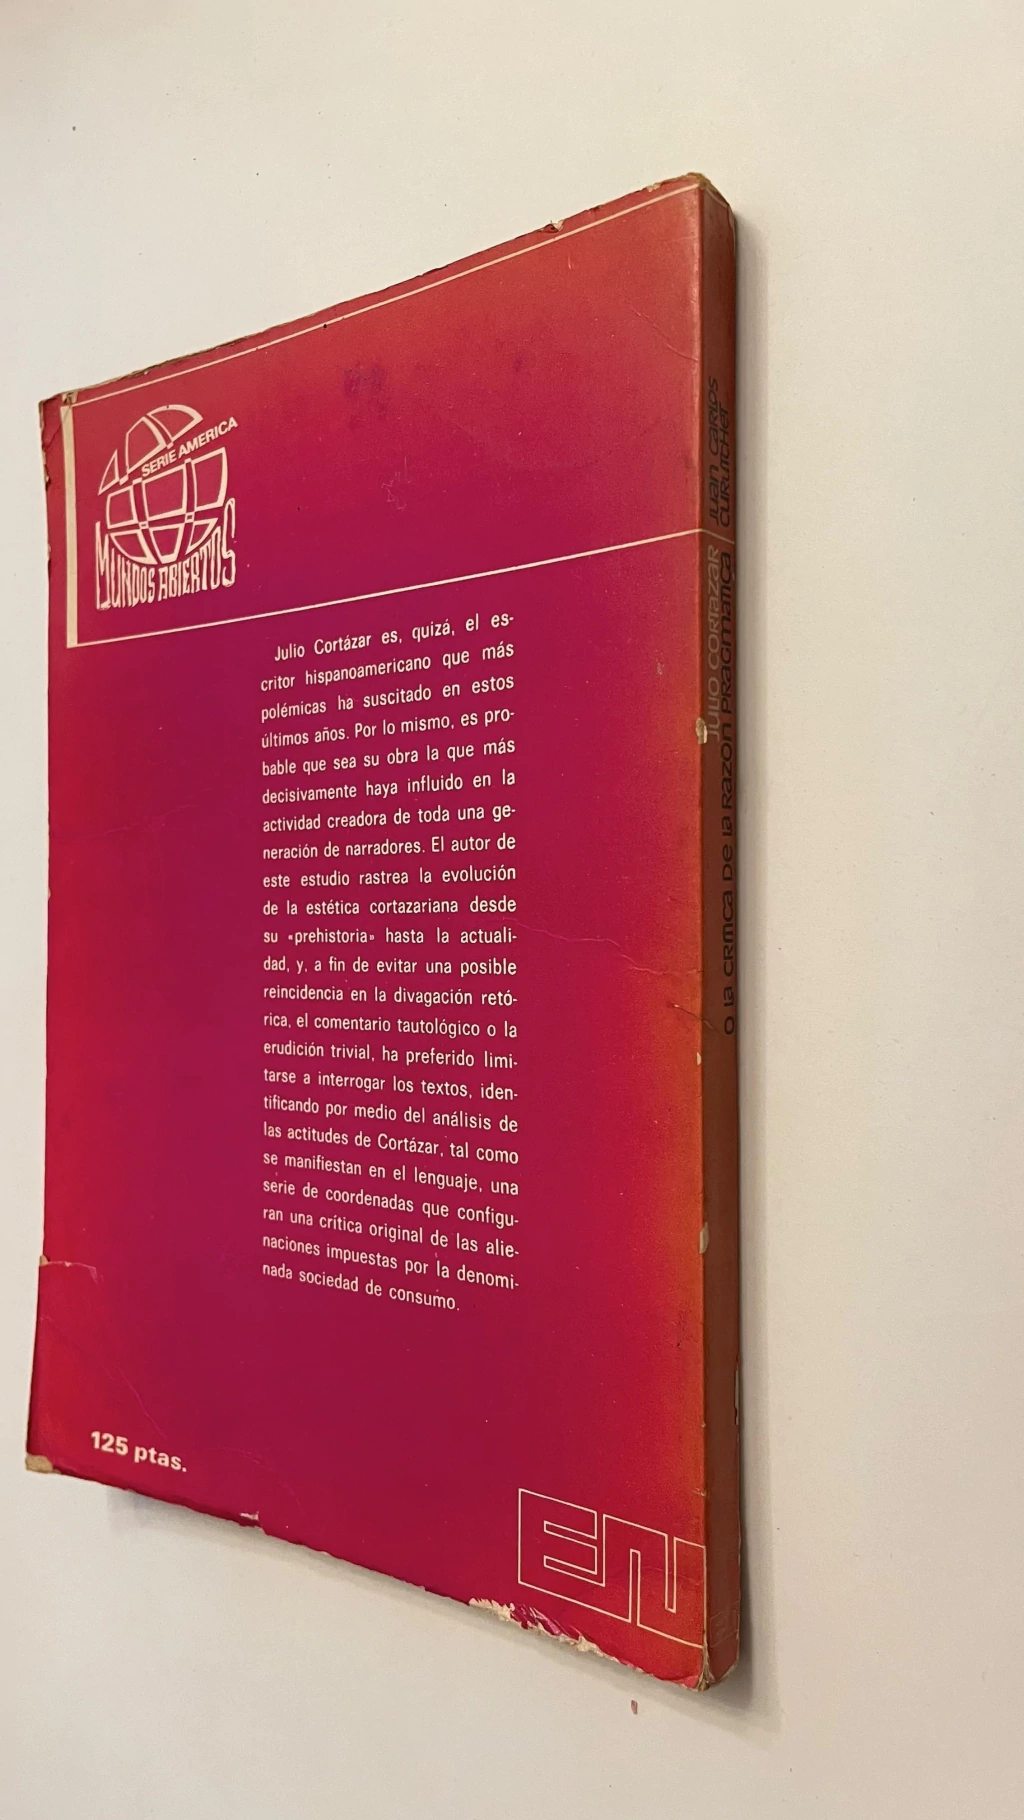 SERIE AMERICA
MUNDOS ABIERTOS
Julio Cortázar es, quizá, el es-
critor hispanoamericano que más
polémicas ha suscitado en estos
últimos años. Por lo mismo, es pro-
bable que sea su obra la que más
decisivamente haya influido en la
actividad creadora de toda una ge-
neración de narradores. El autor de
este estudio rastrea la evolución
de la estética cortazariana desde
su «prehistoria» hasta la actuali-
dad, y, a fin de evitar una posible
reincidencia en la divagación retó-
rica, el comentario tautológico o la
erudición trivial, ha preferido limi-
tarse a interrogar los textos, iden-
tificando por medio del análisis de
las actitudes de Cortázar, tal como
se manifiestan en el lenguaje, una
serie de coordenadas que configu-
ran una crítica original de las alie-
naciones impuestas por la denomi-
nada sociedad de consumo.
125 ptas.
EN
JULIO CORTAZAR
O LA CRITICA DE LA RAZON PRAGMATICA
JUAN CARLOS
CURUTCHET